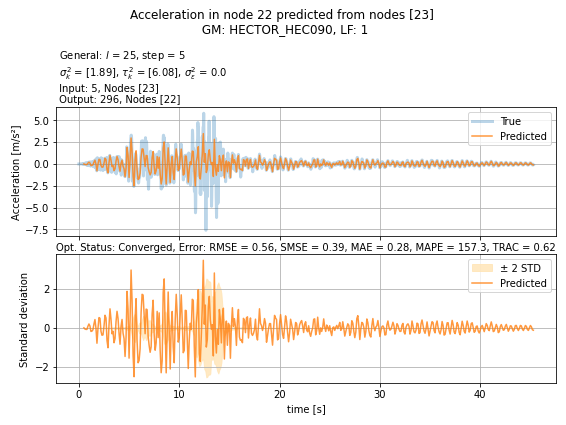 Acceleration in node 22 predicted from nodes [23]
GM: HECTOR_HEC090, LF: 1
General: l = 25, step = 5
σ²ₖ = [1.89], τ²ₖ = [6.08], σ²ε = 0.0
Input: 5, Nodes [23]
Output: 296, Nodes [22]
5.0
2.5
0.0
−2.5
−5.0
−7.5
Acceleration [m/s²]
True
Predicted
Opt. Status: Converged, Error: RMSE = 0.56, SMSE = 0.39, MAE = 0.28, MAPE = 157.3, TRAC = 0.62
2
0
−2
Standard deviation
± 2 STD
Predicted
0 10 20 30 40
time [s]